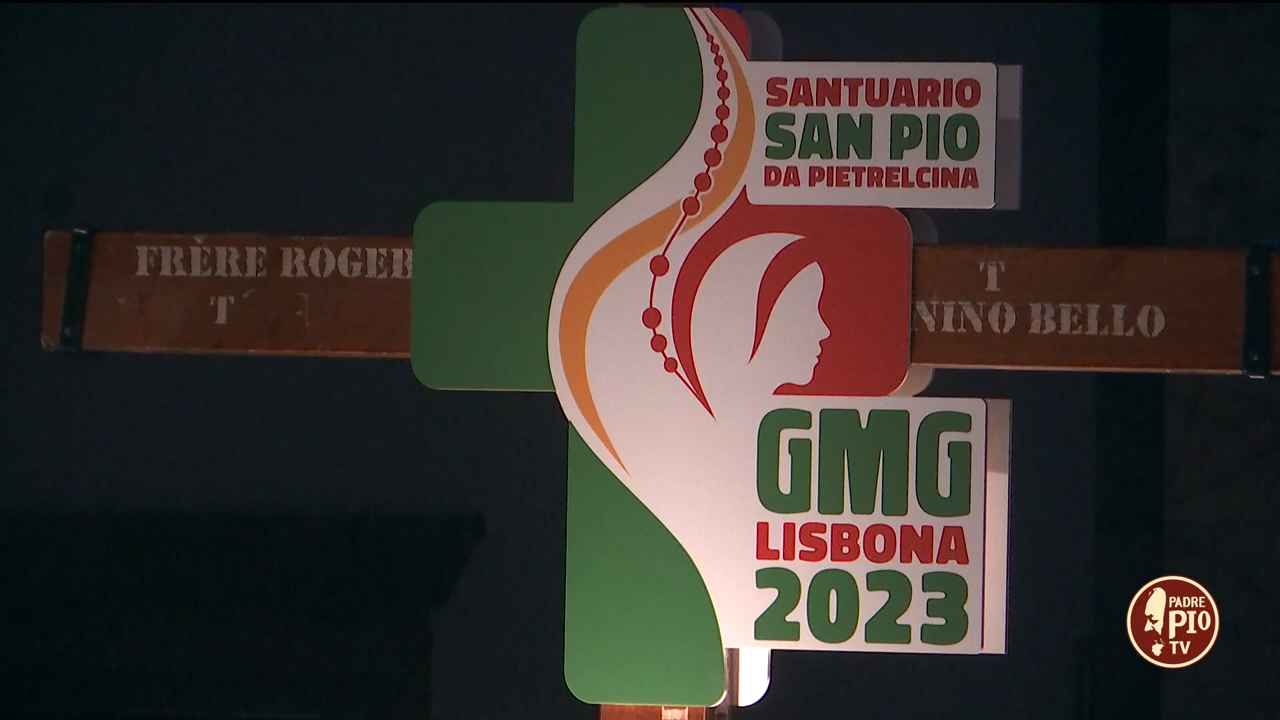 SANTUARIO
SAN PIO
DA PIETRELCINA
FRÈRE ROGER
T
T
NINO BELLO
GMG
LISBONA
2023
PADRE
PIO
TV